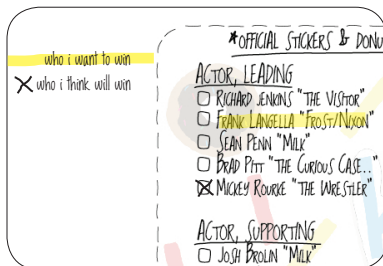 who i want to win
who i think will win
*OFFICIAL STICKERS & DONU
ACTOR, LEADING
RICHARD JENKINS "THE VISITOR"
FRANK LANGELLA "FROST/NIXON"
SEAN PENN "MILK"
BRAD PITT "THE CURIOUS CASE..."
MICKEY ROURKE "THE WRESTLER"
ACTOR, SUPPORTING
JOSH BROLIN "MILK"